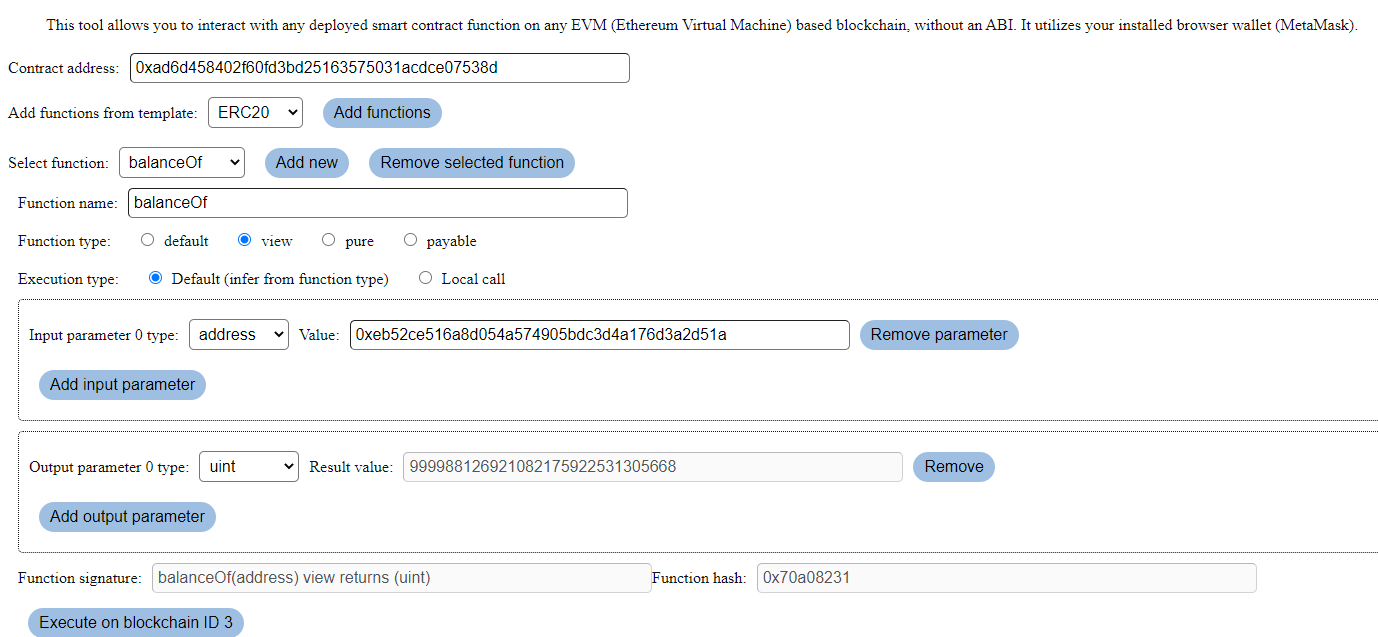 This tool allows you to interact with any deployed smart contract function on any EVM (Ethereum Virtual Machine) based blockchain, without an ABI. It utilizes your installed browser wallet (MetaMask).
Contract address: 0xad6d458402f60fd3bd25163575031acdce07538d
Add functions from template: ERC20 Add functions
Select function: balanceOf Add new Remove selected function
Function name: balanceOf
Function type: default view pure payable
Execution type: Default (infer from function type) Local call
Input parameter 0 type: address Value: 0xeb52ce516a8d054a574905bdc3d4a176d3a2d51a Remove parameter
Add input parameter
Output parameter 0 type: uint Result value: 999988126921082175922531305668 Remove
Add output parameter
Function signature: balanceOf(address) view returns (uint) Function hash: 0x70a08231
Execute on blockchain ID 3